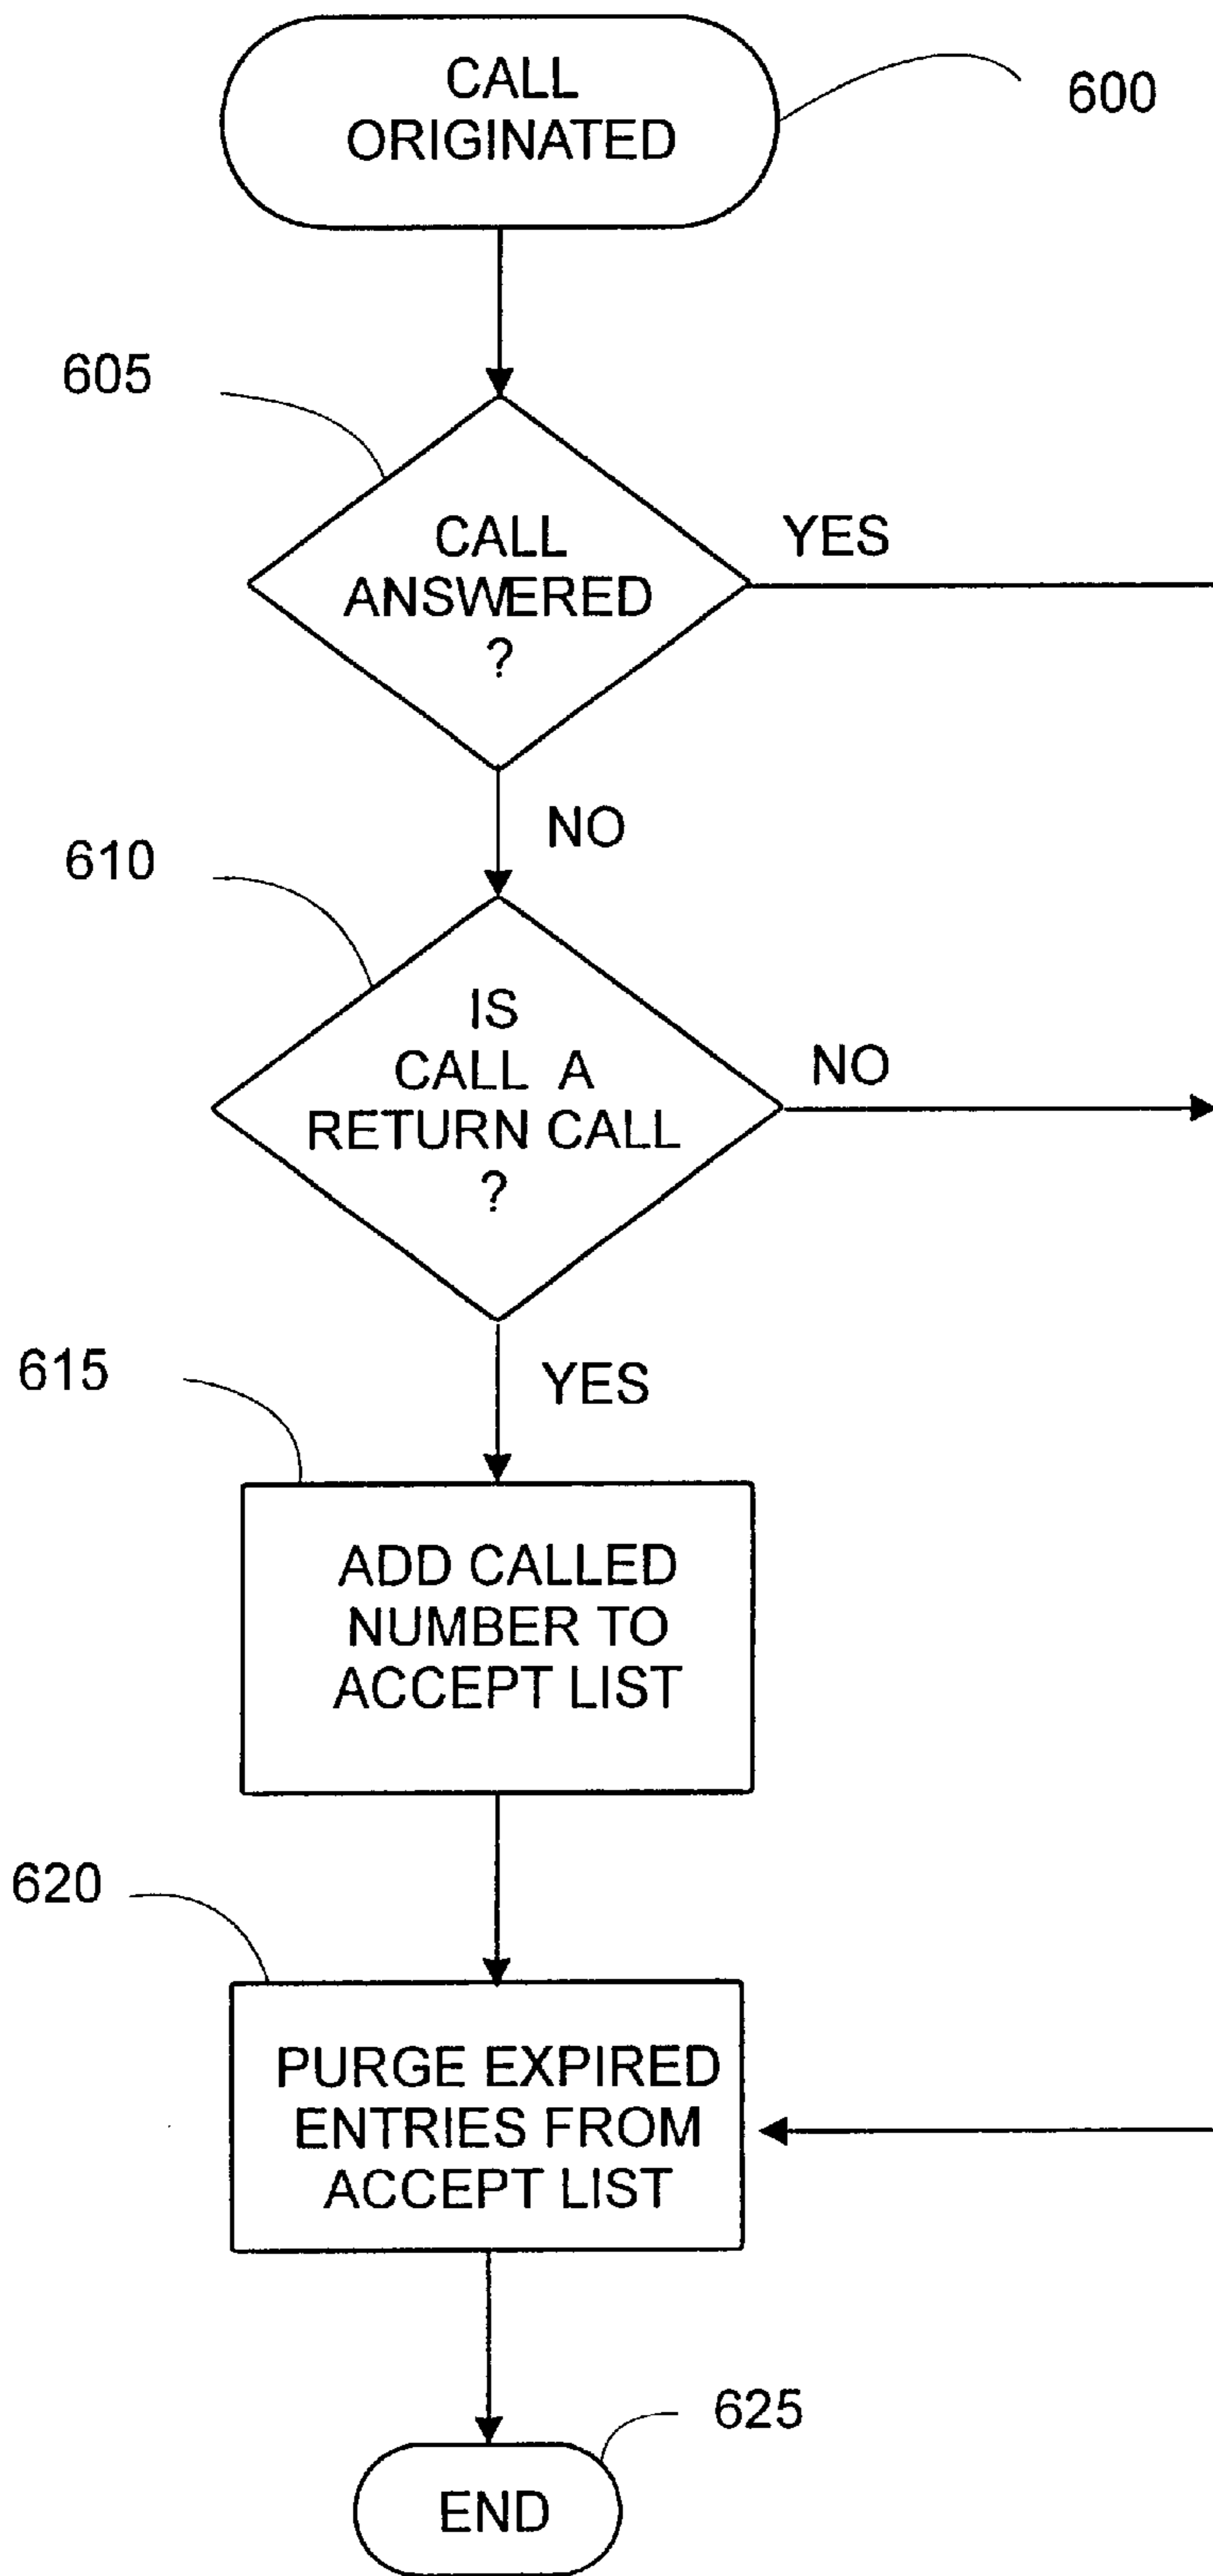 CALL
ORIGINATED
600
605
CALL
ANSWERED
?
YES
NO
610
IS
CALL A
RETURN CALL
?
NO
YES
615
ADD CALLED
NUMBER TO
ACCEPT LIST
620
PURGE EXPIRED
ENTRIES FROM
ACCEPT LIST
625
END